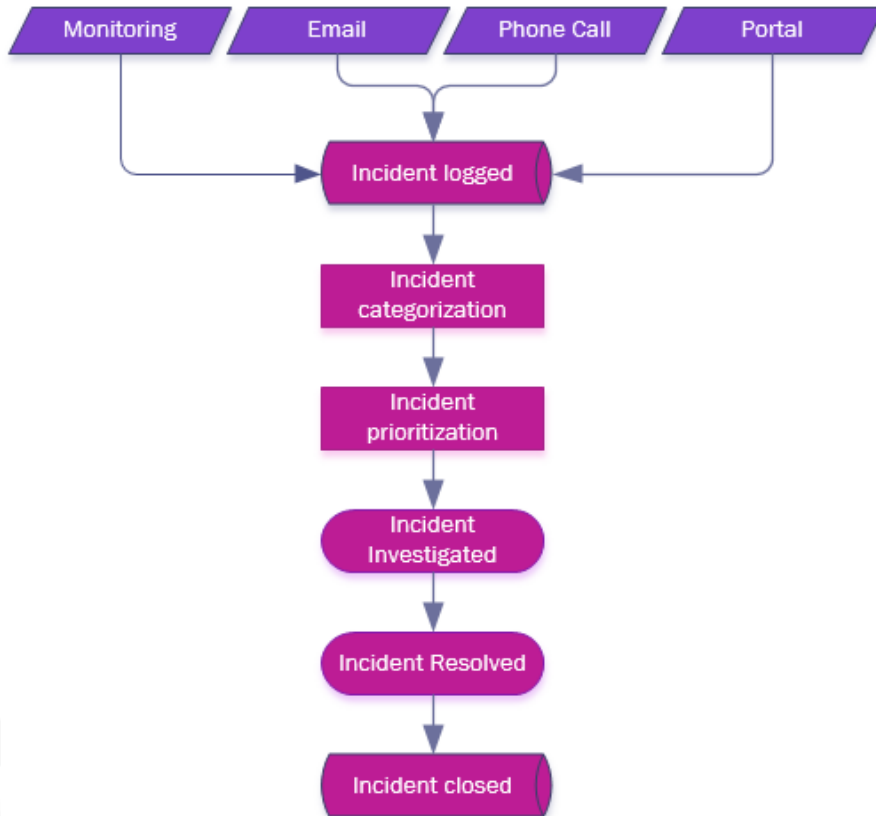 Monitoring
Email
Phone Call
Portal
Incident logged
Incident
categorization
Incident
prioritization
Incident
Investigated
Incident Resolved
Incident closed